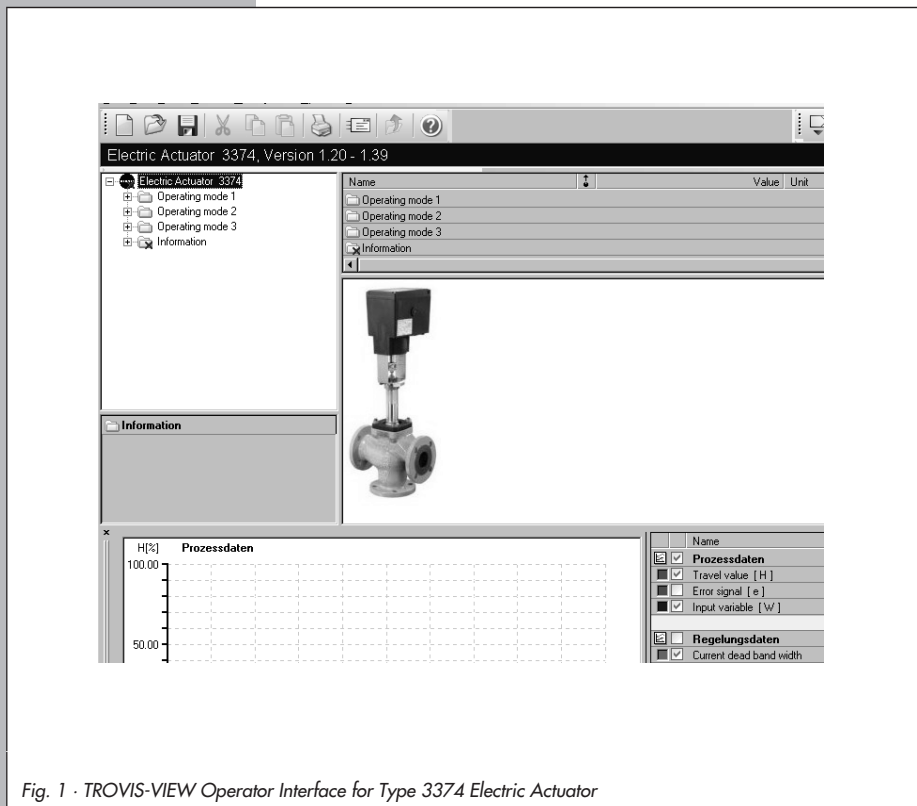 Electric Actuator 3374, Version 1.20 - 1.39
Electric Actuator 3374
Operating mode 1
Operating mode 2
Operating mode 3
Information
Name Value Unit
Operating mode 1
Operating mode 2
Operating mode 3
Information
Information
H[%] Prozessdaten
100.00
50.00
Name
Prozessdaten
Travel value [ H ]
Error signal [ e ]
Input variable [ W ]
Regelungsdaten
Current dead band width
Fig. 1 · TROVIS-VIEW Operator Interface for Type 3374 Electric Actuator